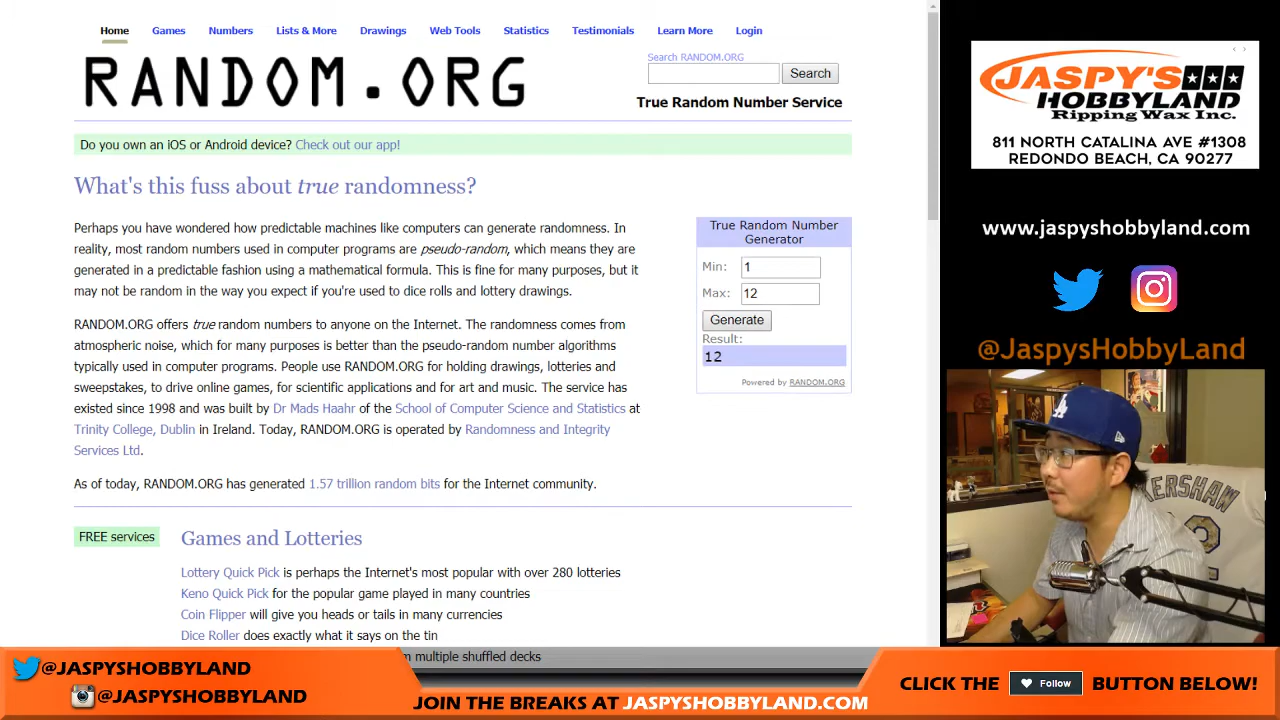 Home Games Numbers Lists & More Drawings Web Tools Statistics Testimonials Learn More Login
RANDOM.ORG
Search RANDOM.ORG
Search
True Random Number Service
Do you own an iOS or Android device? Check out our app!
What's this fuss about true randomness?
Perhaps you have wondered how predictable machines like computers can generate randomness. In
reality, most random numbers used in computer programs are pseudo-random, which means they are
generated in a predictable fashion using a mathematical formula. This is fine for many purposes, but it
may not be random in the way you expect if you're used to dice rolls and lottery drawings.
RANDOM.ORG offers true random numbers to anyone on the Internet. The randomness comes from
atmospheric noise, which for many purposes is better than the pseudo-random number algorithms
typically used in computer programs. People use RANDOM.ORG for holding drawings, lotteries and
sweepstakes, to drive online games, for scientific applications and for art and music. The service has
existed since 1998 and was built by Dr Mads Haahr of the School of Computer Science and Statistics at
Trinity College, Dublin in Ireland. Today, RANDOM.ORG is operated by Randomness and Integrity
Services Ltd.
As of today, RANDOM.ORG has generated 1.57 trillion random bits for the Internet community.
True Random Number
Generator
Min: 1
Max: 12
Generate
Result:
12
Powered by RANDOM.ORG
FREE services
Games and Lotteries
Lottery Quick Pick is perhaps the Internet's most popular with over 280 lotteries
Keno Quick Pick for the popular game played in many countries
Coin Flipper will give you heads or tails in many currencies
Dice Roller does exactly what it says on the tin
multiple shuffled decks
JASPY'S
HOBBYLAND
Ripping Wax Inc.
811 NORTH CATALINA AVE #1308
REDONDO BEACH, CA 90277
www.jaspyshobbyland.com
@JaspysHobbyLand
LA
KERSHAW
@JASPYSHOBBYLAND
@JASPYSHOBBYLAND
JOIN THE BREAKS AT JASPYSHOBBYLAND.COM
CLICK THE Follow BUTTON BELOW!